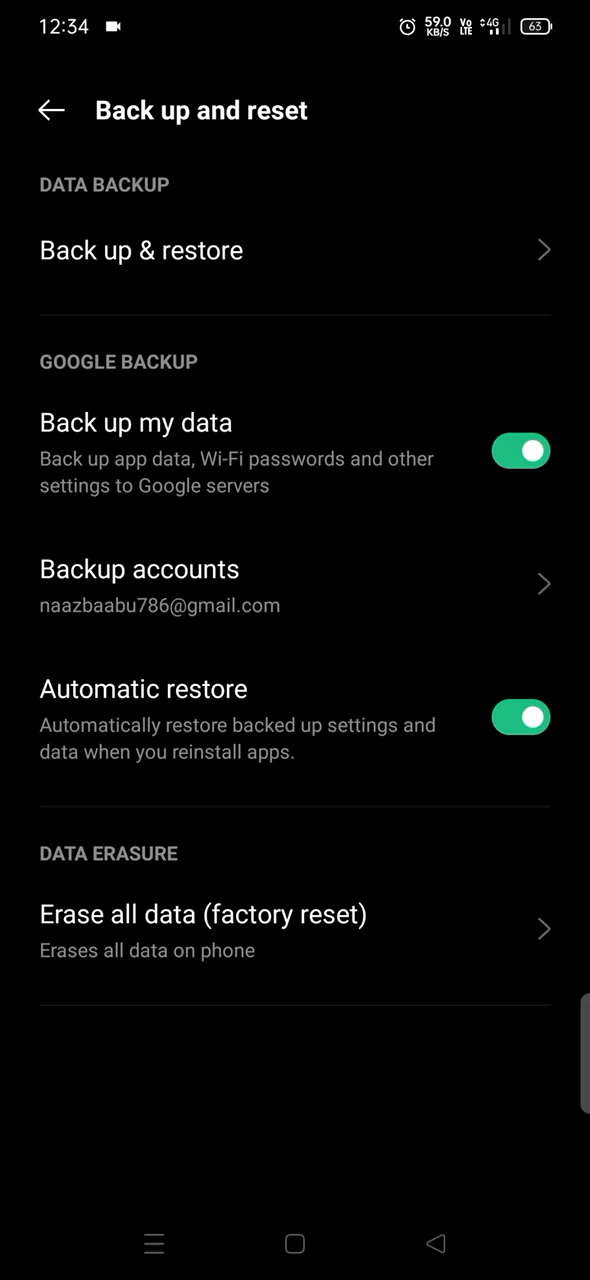 12:34
59.0
KB/S
Vo
LTE
4G
63
Back up and reset
DATA BACKUP
Back up & restore
GOOGLE BACKUP
Back up my data
Back up app data, Wi-Fi passwords and other
settings to Google servers
Backup accounts
naazbaabu786@gmail.com
Automatic restore
Automatically restore backed up settings and
data when you reinstall apps.
DATA ERASURE
Erase all data (factory reset)
Erases all data on phone